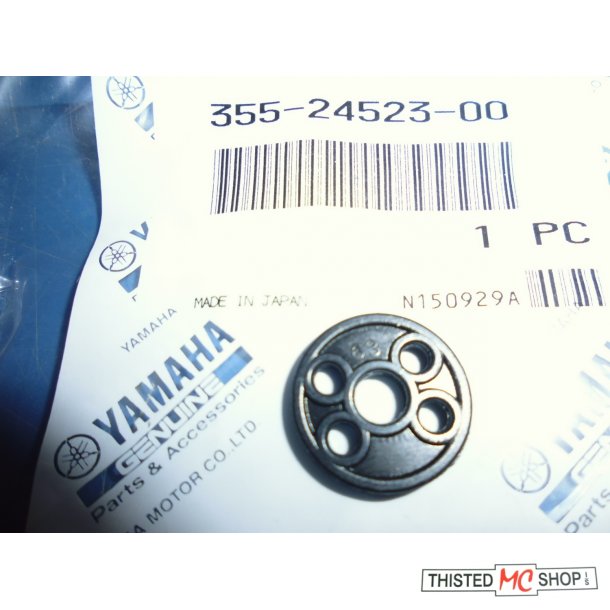 355-24523-00
1 PC
MADE IN JAPAN
N150929A
YAMAHA
YAMAHA
GENUINE
Parts & Accessories
YAMAHA MOTOR CO.,LTD
THISTED MC SHOP I/S